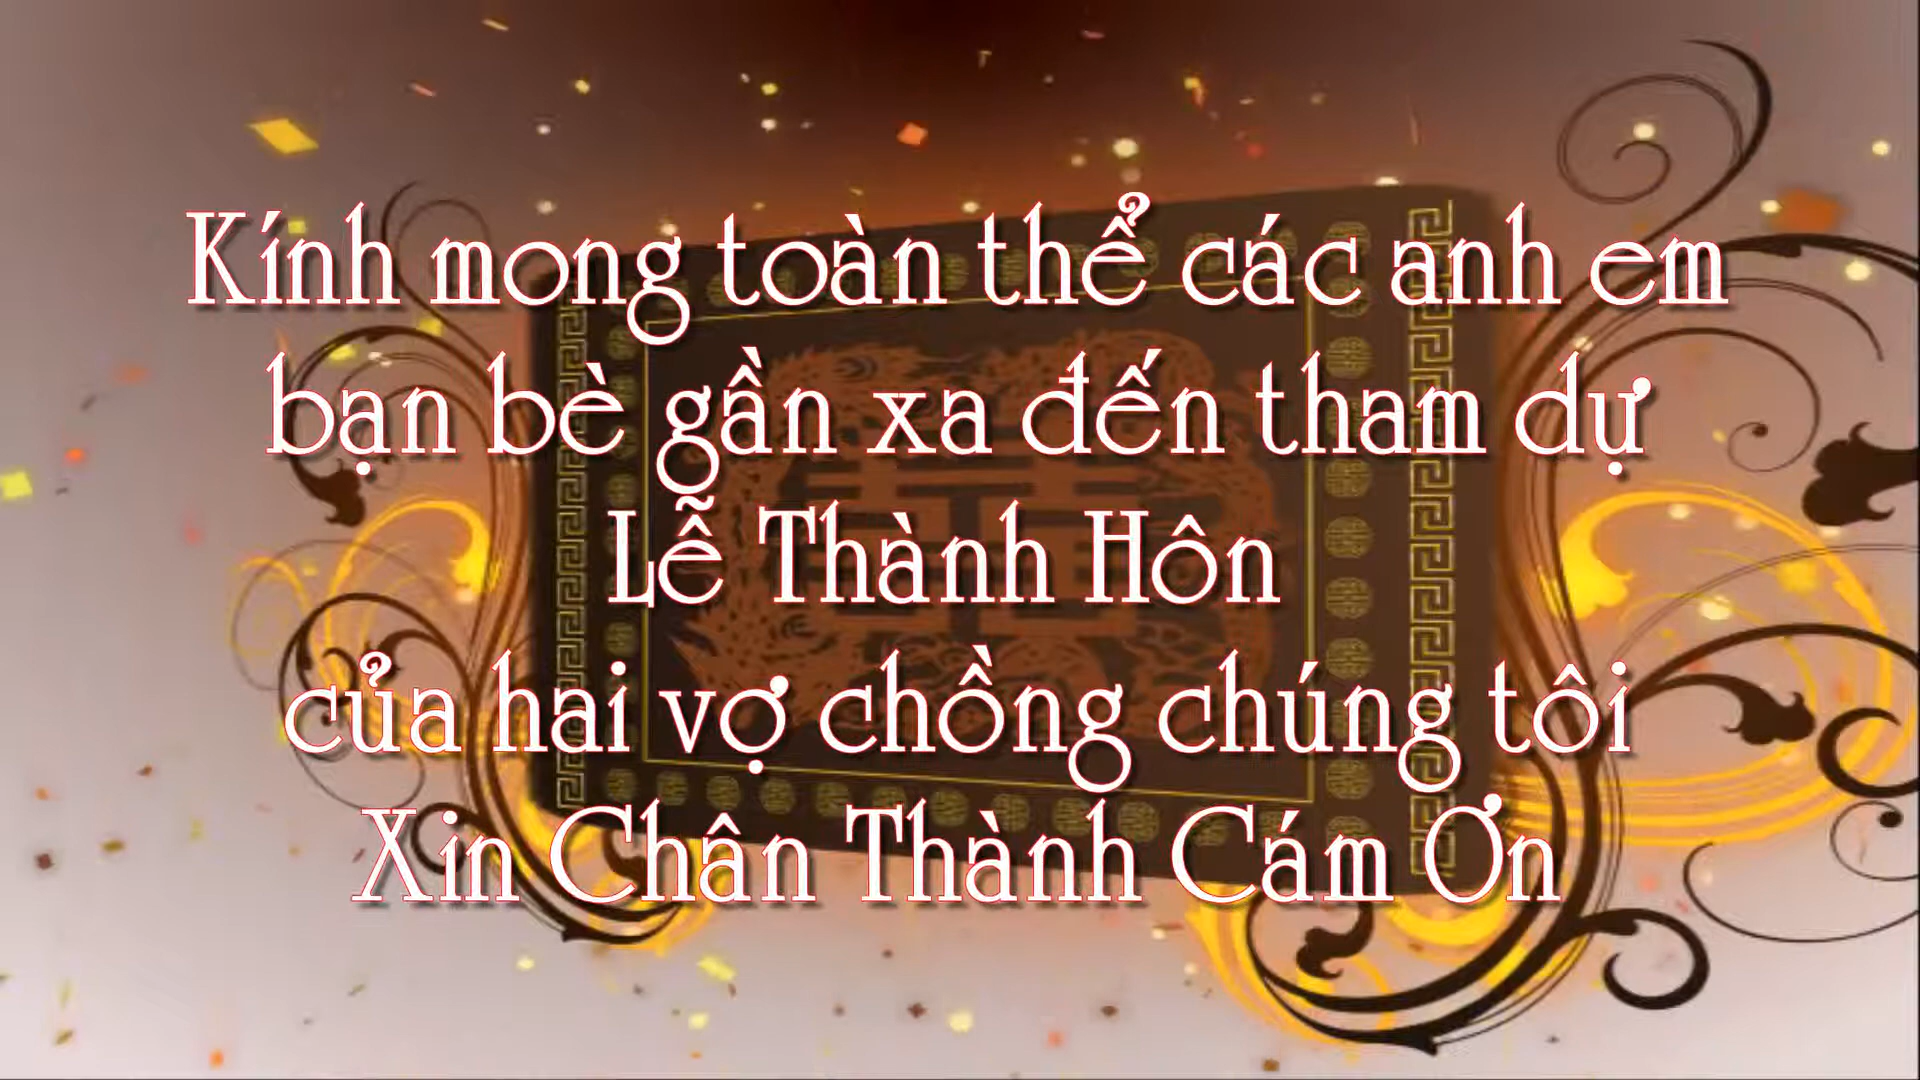 Kính mong toàn thể các anh em
bạn bè gần xa đến tham dự
Lễ Thành Hôn
của hai vợ chồng chúng tôi
Xin Chân Thành Cám Ơn
囍